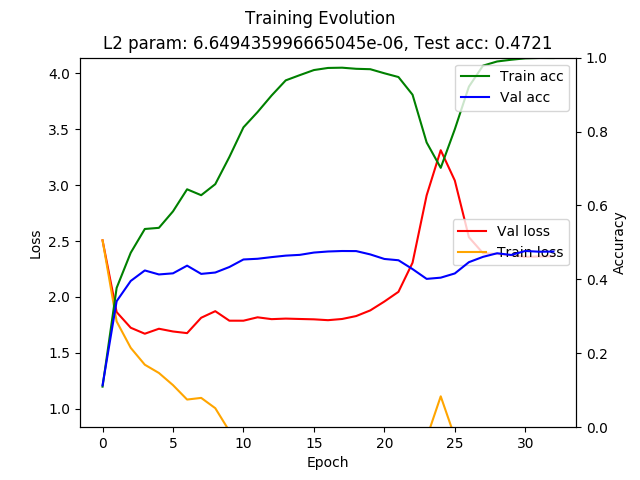 Training Evolution
L2 param: 6.649435996665045e-06, Test acc: 0.4721
Train acc
Val acc
Val loss
Train loss
Loss
4.0
3.5
3.0
2.5
2.0
1.5
1.0
Accuracy
1.0
0.8
0.6
0.4
0.2
0.0
0 5 10 15 20 25 30
Epoch